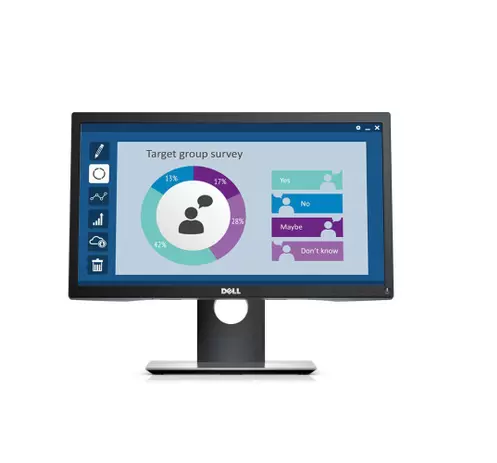 Target group survey
13%
17%
28%
42%
Yes
No
Maybe
Don't know
DELL